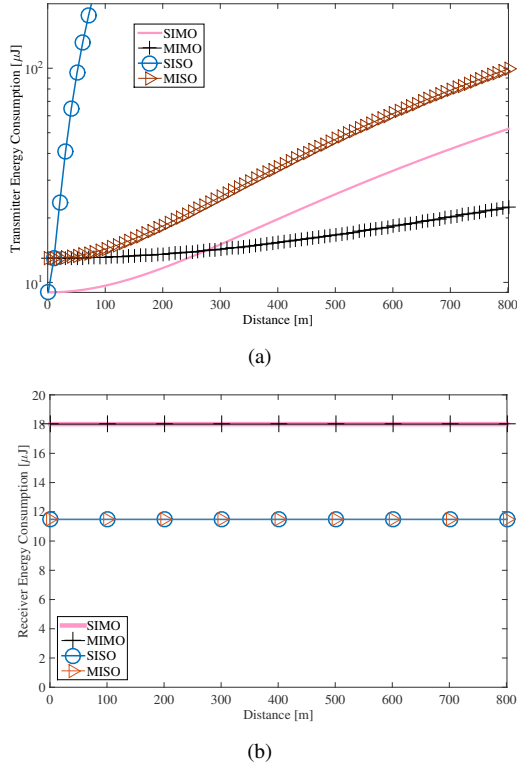 Transmitter Energy Consumption [μJ]
10²
10¹
SIMO
MIMO
SISO
MISO
0 100 200 300 400 500 600 700 800
Distance [m]
(a)
Receiver Energy Consumption [μJ]
20
18
16
14
12
10
8
6
4
2
0
SIMO
MIMO
SISO
MISO
0 100 200 300 400 500 600 700 800
Distance [m]
(b)